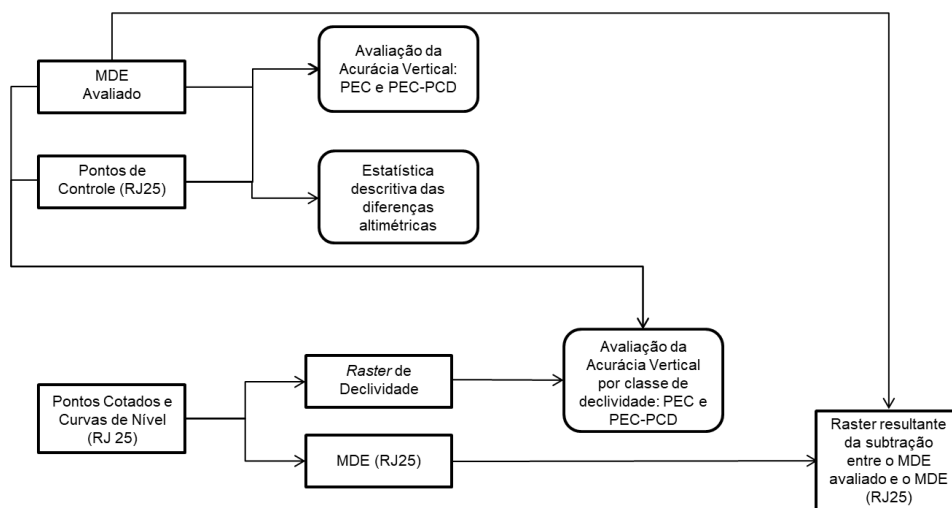 MDE
Avaliado
Avaliação da
Acurácia Vertical:
PEC e PEC-PCD
Pontos de
Controle (RJ25)
Estatística
descritiva das
diferenças
altimétricas
Pontos Cotados e
Curvas de Nível
(RJ 25)
Raster de
Declividade
MDE (RJ25)
Avaliação da
Acurácia Vertical
por classe de
declividade: PEC e
PEC-PCD
Raster resultante
da subtração
entre o MDE
avaliado e o MDE
(RJ25)